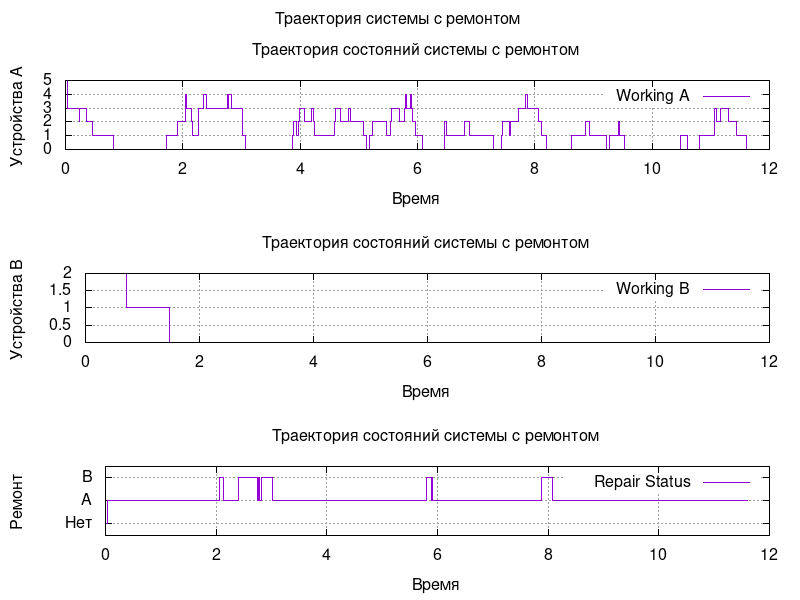 Траектория системы с ремонтом
Траектория состояний системы с ремонтом
Устройства A
5
4
3
2
1
0
Working A
0 2 4 6 8 10 12
Время
Траектория состояний системы с ремонтом
Устройства B
2
1.5
1
0.5
0
Working B
0 2 4 6 8 10 12
Время
Траектория состояний системы с ремонтом
Ремонт
B
A
Нет
Repair Status
0 2 4 6 8 10 12
Время